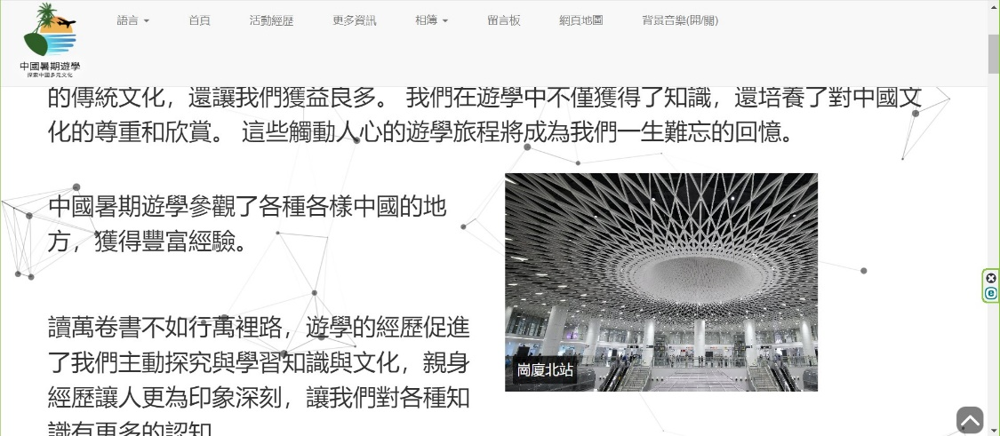 語言
首頁
活動經歷
更多資訊
相簿
留言板
網頁地圖
背景音樂(開/關)
中國暑期遊學
探索中國多元文化
的傳統文化，還讓我們獲益良多。 我們在遊學中不僅獲得了知識，還培養了對中國文
化的尊重和欣賞。 這些觸動人心的遊學旅程將成為我們一生難忘的回憶。
中國暑期遊學參觀了各種各樣中國的地
方，獲得豐富經驗。
讀萬卷書不如行萬裡路，遊學的經歷促進
了我們主動探究與學習知識與文化，親身
經歷讓人更為印象深刻，讓我們對各種知
識有更多的認知
崗廈北站